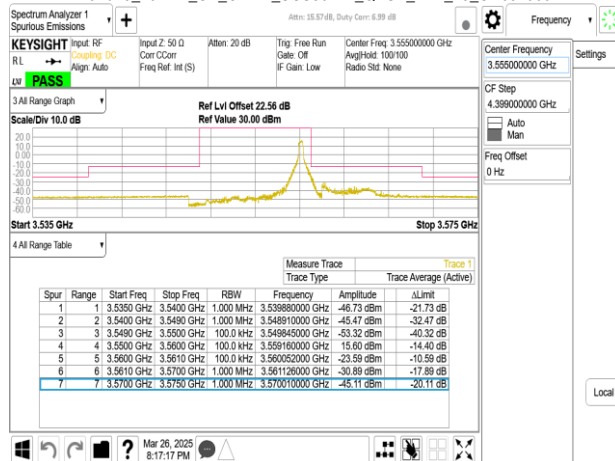 Spectrum Analyzer 1
Spurious Emissions
Attn: 15.57dB, Duty Corr: 6.99 dB
Frequency
KEYSIGHT
RL
LXI
PASS
Input: RF
Coupling: DC
Align: Auto
Input Z: 50 Ω
Corr CCorr
Freq Ref: Int (S)
Atten: 20 dB
Trig: Free Run
Gate: Off
IF Gain: Low
Center Freq: 3.555000000 GHz
Avg|Hold: 100/100
Radio Std: None
Center Frequency
3.555000000 GHz
Settings
CF Step
4.399000000 GHz
Auto
Man
Freq Offset
0 Hz
3 All Range Graph
Scale/Div 10.0 dB
Ref Lvl Offset 22.56 dB
Ref Value 30.00 dBm
20.0
10.0
0.00
-10.0
-20.0
-30.0
-40.0
-50.0
-60.0
Start 3.535 GHz
Stop 3.575 GHz
4 All Range Table
Measure Trace Trace 1
Trace Type Trace Average (Active)
Spur Range Start Freq Stop Freq RBW Frequency Amplitude ΔLimit
1 1 3.5350 GHz 3.5400 GHz 1.000 MHz 3.539880000 GHz -46.73 dBm -21.73 dB
2 2 3.5400 GHz 3.5490 GHz 1.000 MHz 3.548910000 GHz -45.47 dBm -32.47 dB
3 3 3.5490 GHz 3.5500 GHz 100.0 kHz 3.549845000 GHz -53.32 dBm -40.32 dB
4 4 3.5500 GHz 3.5600 GHz 100.0 kHz 3.559160000 GHz 15.60 dBm -14.40 dB
5 5 3.5600 GHz 3.5610 GHz 100.0 kHz 3.560052000 GHz -23.59 dBm -10.59 dB
6 6 3.5610 GHz 3.5700 GHz 1.000 MHz 3.561126000 GHz -30.89 dBm -17.89 dB
7 7 3.5700 GHz 3.5750 GHz 1.000 MHz 3.570010000 GHz -45.11 dBm -20.11 dB
Local
Mar 26, 2025
8:17:17 PM